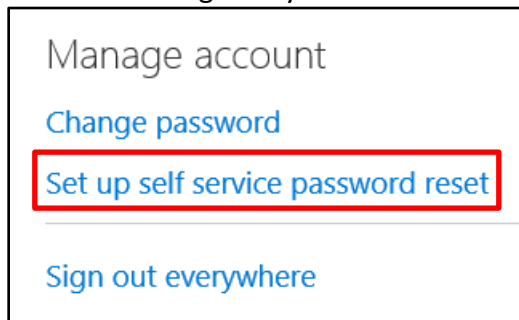 Manage account
Change password
Set up self service password reset
Sign out everywhere